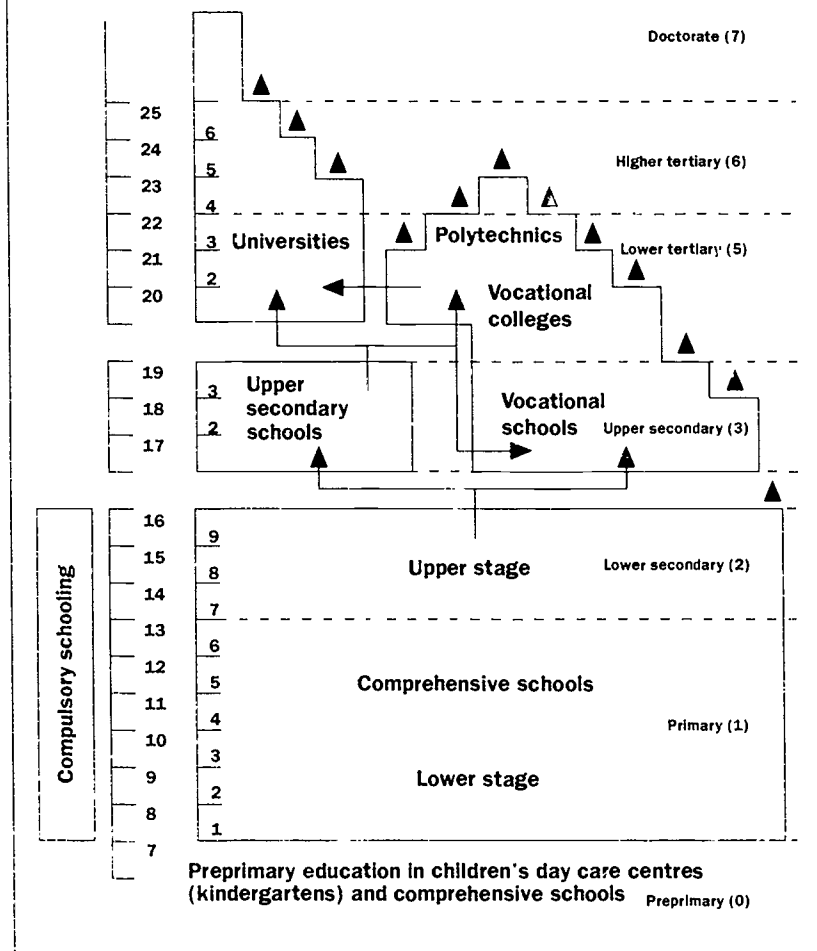 Doctorate (7)
25
24
6
23
5
Higher tertiary (6)
22
4
21
3
Universities
Polytechnics
Lower tertiary (5)
20
2
Vocational
colleges
19
18
3
17
2
Upper
secondary
schools
Vocational
schools
Upper secondary (3)
Compulsory schooling
16
15
9
14
8
Upper stage
Lower secondary (2)
13
7
12
6
11
5
Comprehensive schools
10
4
Primary (1)
9
3
8
2
Lower stage
7
1
Preprimary education in children's day care centres
(kindergartens) and comprehensive schools
Preprimary (0)